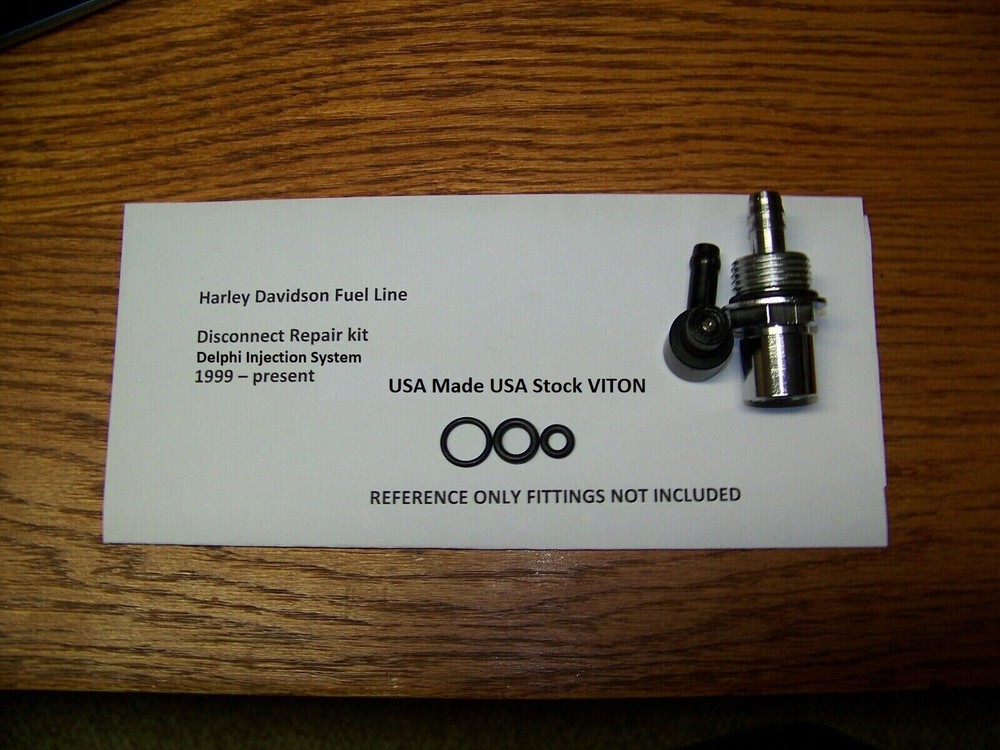 Harley Davidson Fuel Line
Disconnect Repair kit
Delphi Injection System
1999 – present
USA Made USA Stock VITON
REFERENCE ONLY FITTINGS NOT INCLUDED